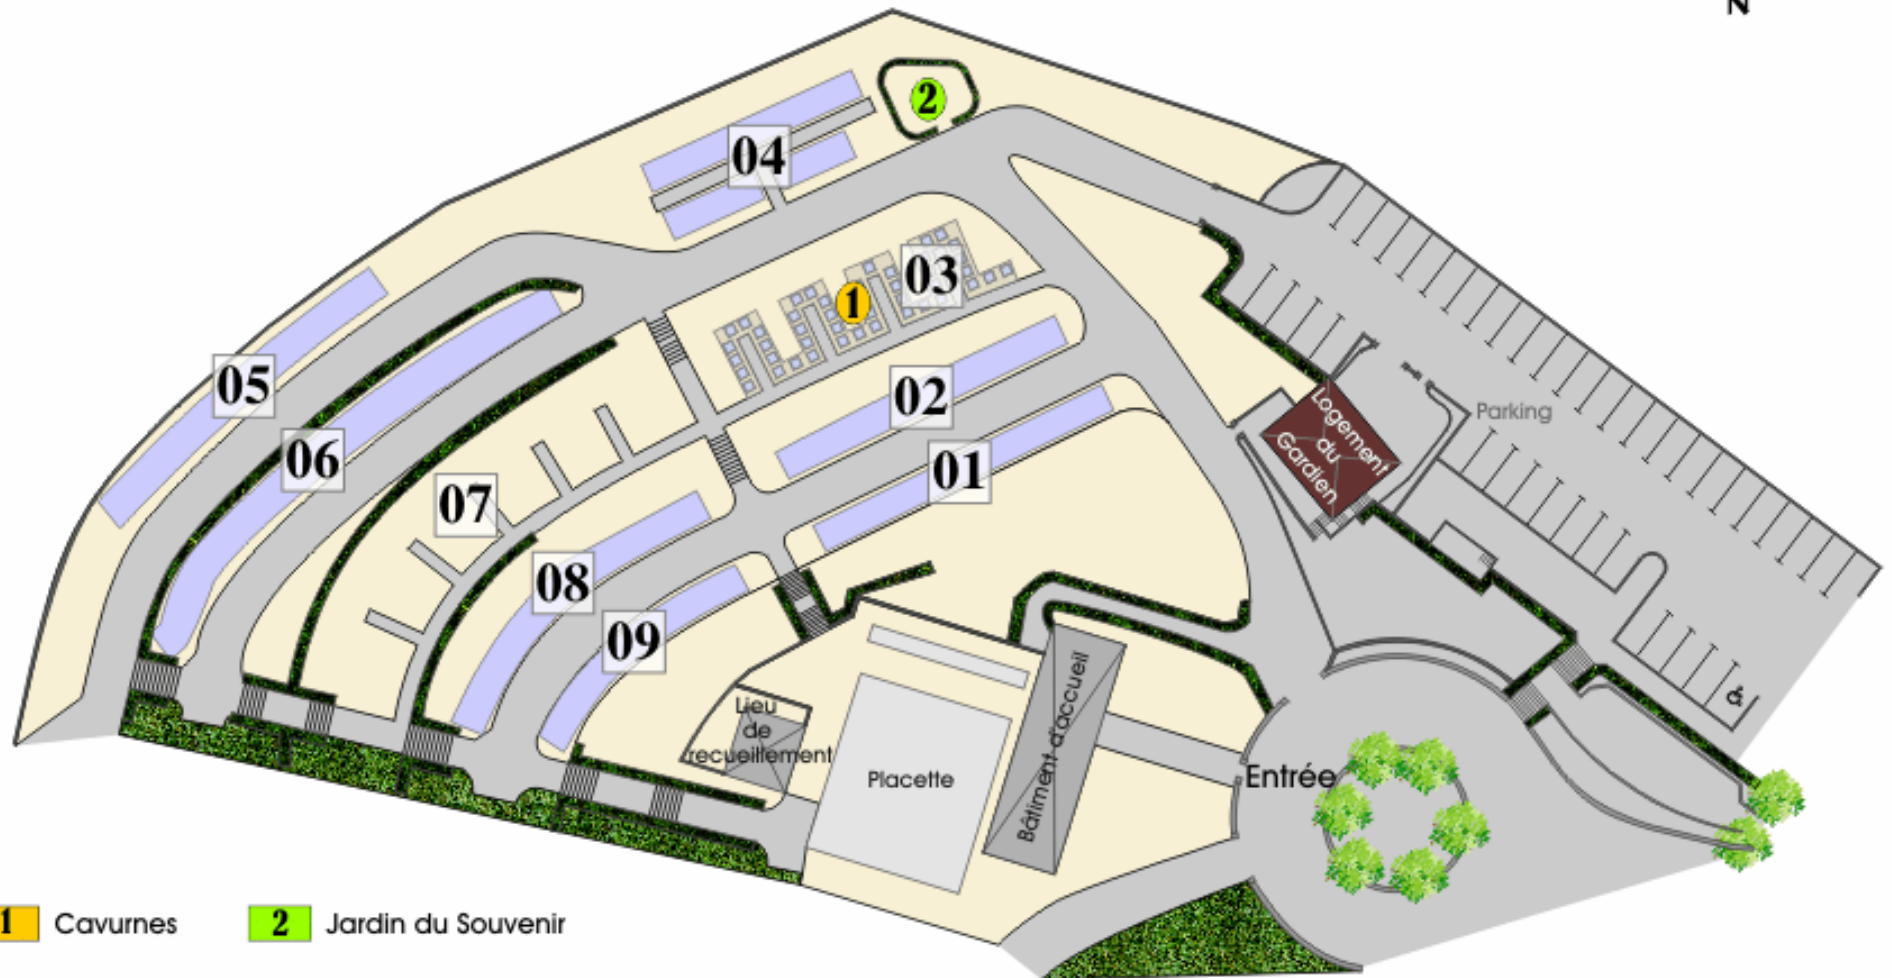 N
2
04
03
1
05
02
06
01
07
08
09
Logement
du
Gardien
Parking
Lieu
de
recueillement
Placette
Bâtiment d'accueil
Entrée
1 Cavurnes
2 Jardin du Souvenir